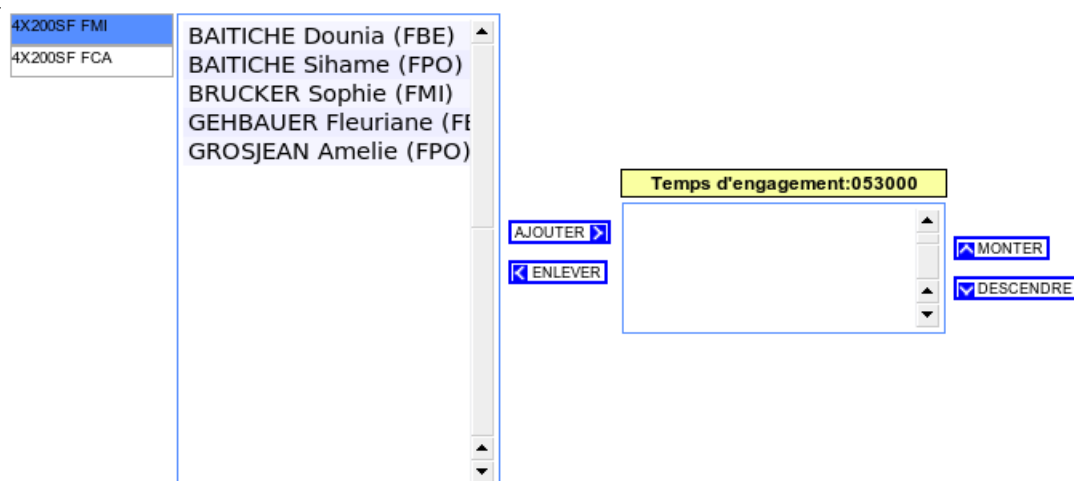 4X200SF FMI
4X200SF FCA
BAITICHE Dounia (FBE)
BAITICHE Sihame (FPO)
BRUCKER Sophie (FMI)
GEHBAUER Fleuriane
GROSJEAN Amelie (FPO)
Temps d'engagement:053000
AJOUTER
ENLEVER
MONTER
DESCENDRE